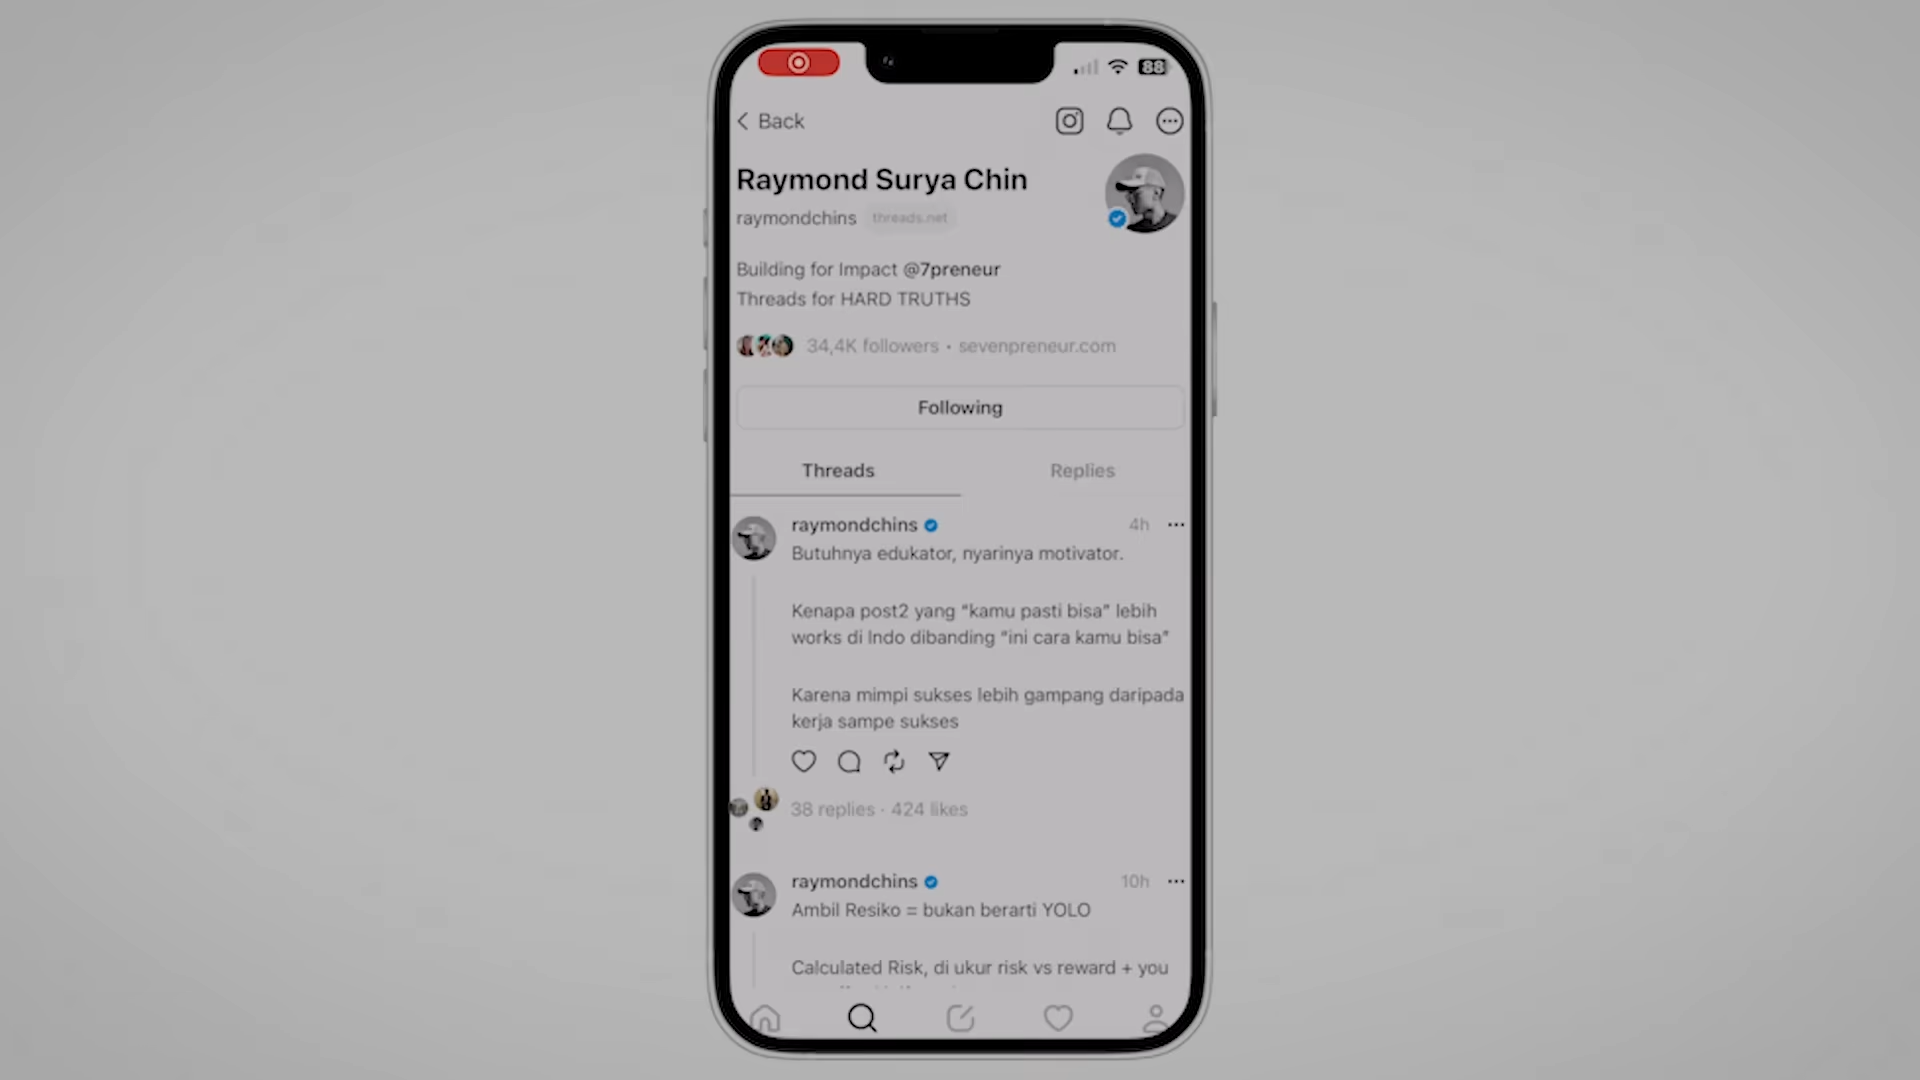 88
Back
Raymond Surya Chin
raymondchins threads.net
Building for Impact @7preneur
Threads for HARD TRUTHS
34,4K followers • sevenpreneur.com
Following
Threads Replies
raymondchins 4h
Butuhnya edukator, nyarinya motivator.
Kenapa post2 yang “kamu pasti bisa” lebih
works di Indo dibanding “ini cara kamu bisa”
Karena mimpi sukses lebih gampang daripada
kerja sampe sukses
38 replies · 424 likes
raymondchins 10h
Ambil Resiko = bukan berarti YOLO
Calculated Risk, di ukur risk vs reward + you